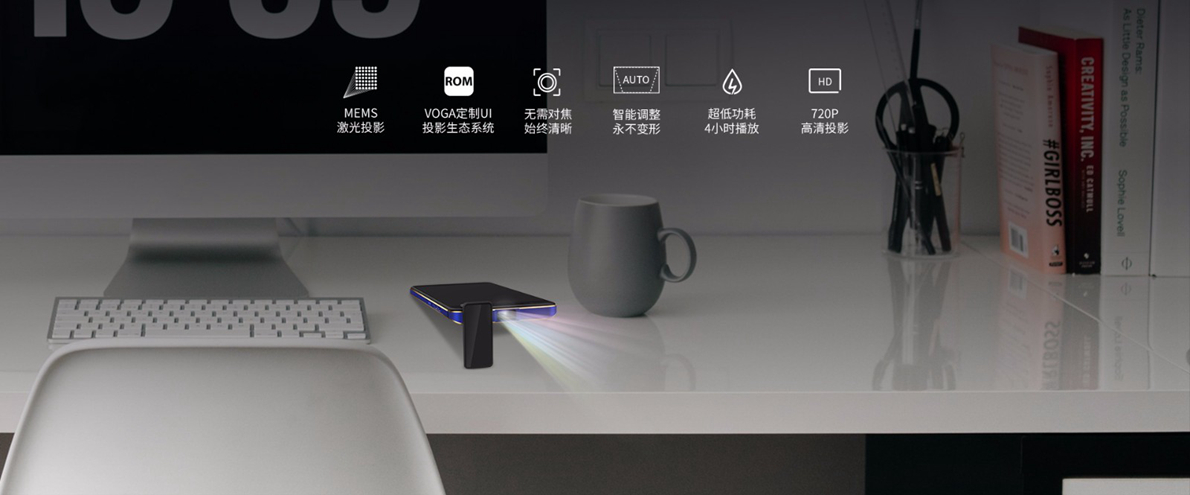 MEMS
激光投影
ROM
VOGA定制UI
投影生态系统
无需对焦
始终清晰
AUTO
智能调整
永不变形
超低功耗
4小时播放
HD
720P
高清投影
#GIRLBOSS
CREATIVITY, INC.
ED CATMULL
Dieter Rams:
As Little Design as Possible
Sophie Lovell